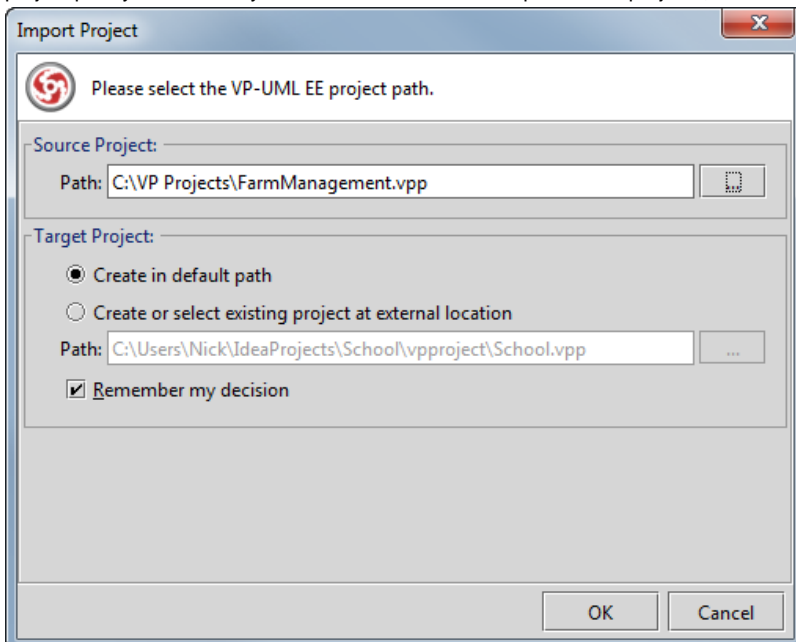 Import Project
Please select the VP-UML EE project path.
Source Project:
Path: C:\VP Projects\FarmManagement.vpp
...
Target Project:
Create in default path
Create or select existing project at external location
Path: C:\Users\Nick\IdeaProjects\School\vpproject\School.vpp
...
Remember my decision
OK Cancel